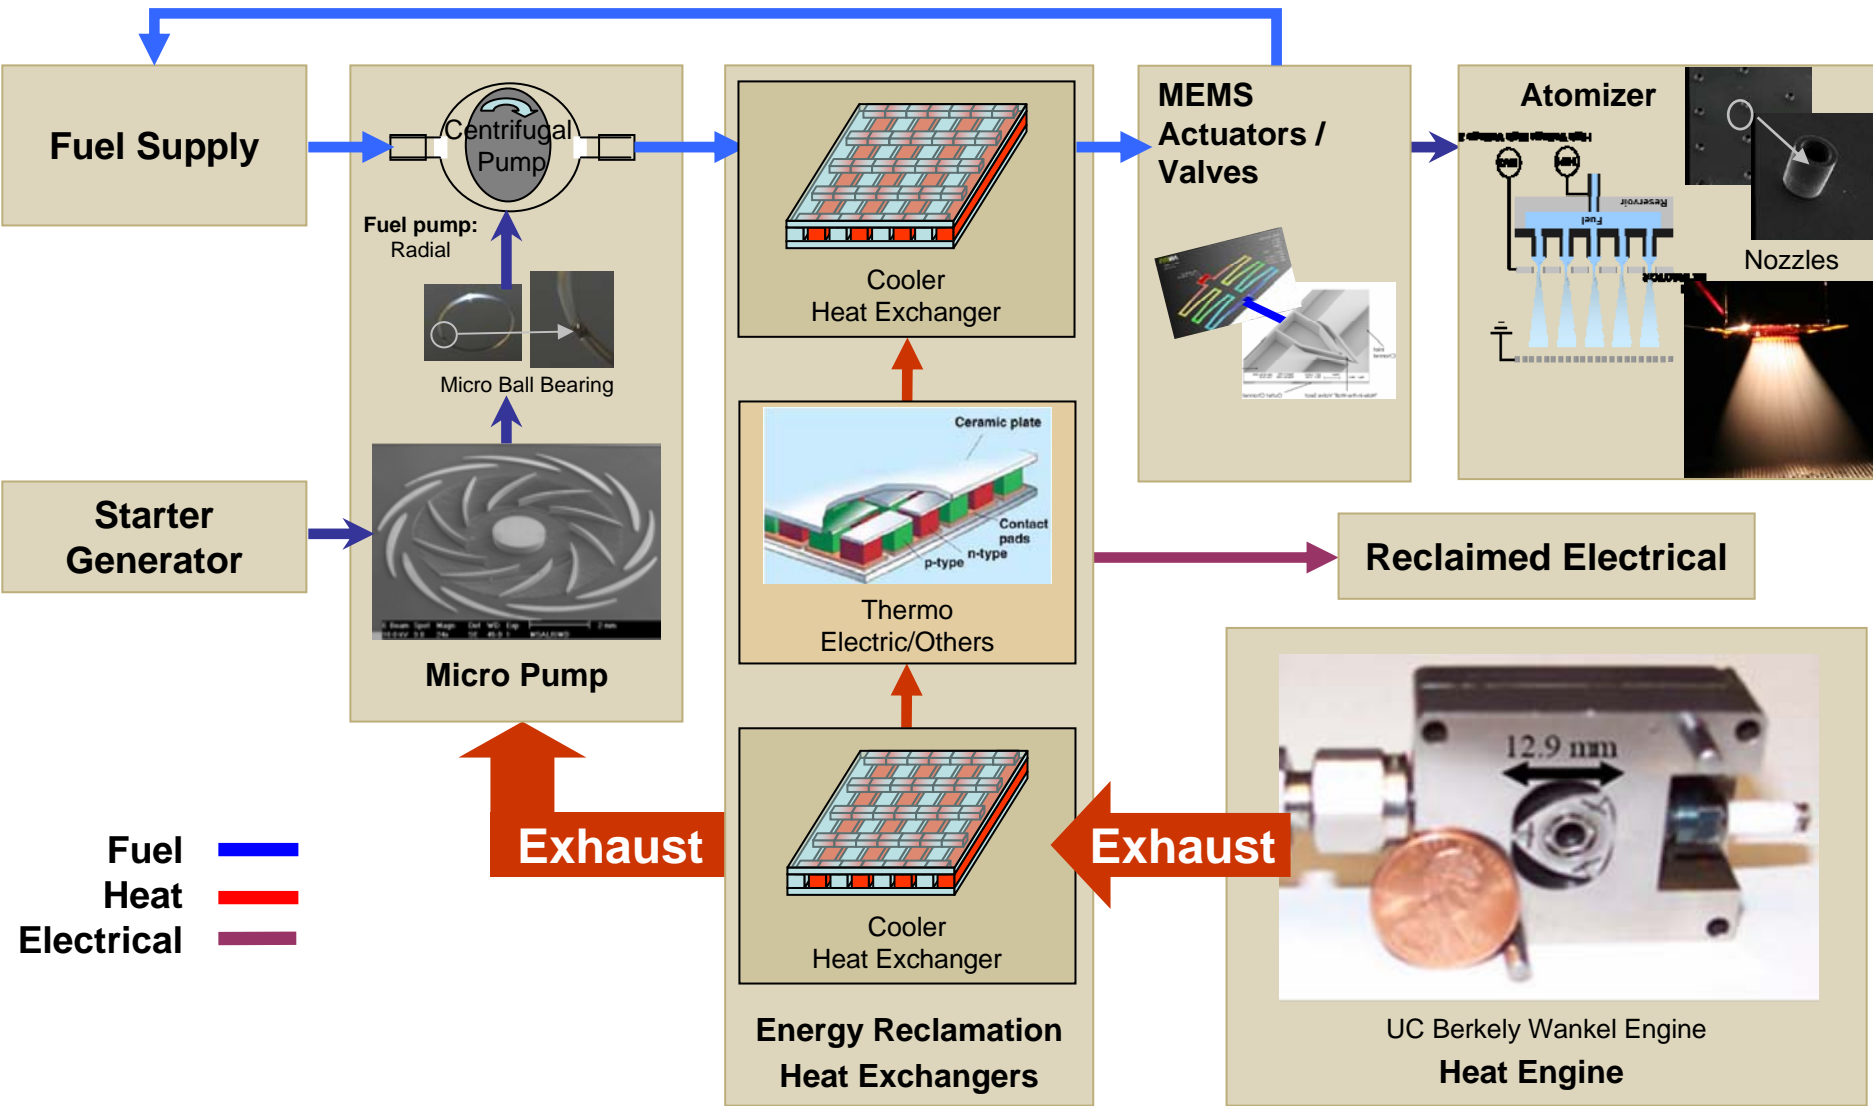 Fuel Supply
Centrifugal
Pump
Fuel pump:
Radial
Micro Ball Bearing
Starter
Generator
Micro Pump
Cooler
Heat Exchanger
Ceramic plate
Contact
pads
n-type
p-type
Thermo
Electric/Others
Cooler
Heat Exchanger
Energy Reclamation
Heat Exchangers
MEMS
Actuators /
Valves
Atomizer
Reservoir
Fuel
Nozzles
Reclaimed Electrical
12.9 mm
UC Berkely Wankel Engine
Heat Engine
Exhaust
Exhaust
Fuel
Heat
Electrical